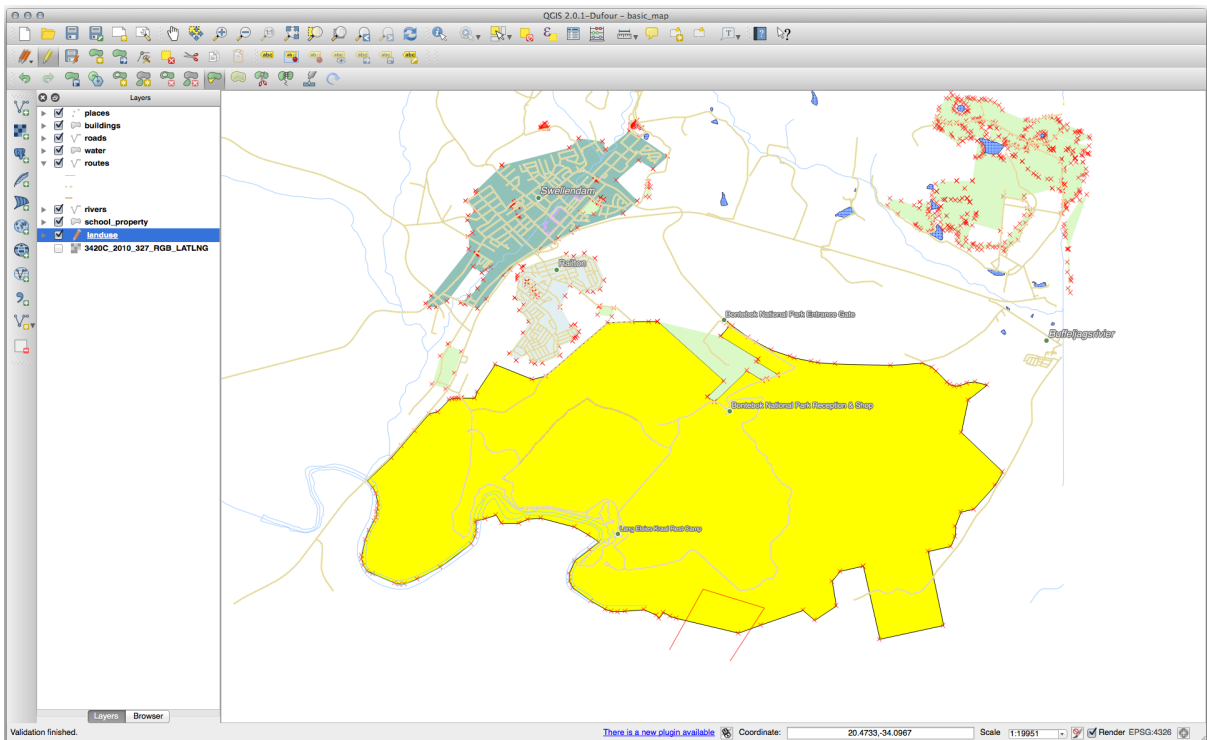 QGIS 2.0.1-Dufour - basic_map
Layers
places
buildings
roads
water
routes
rivers
school_property
landuse
3420C_2010_327_RGB_LATLNG
Swellendam
Railton
Bontebok National Park Entrance Gate
Buffeljagsrivier
Bontebok National Park Reception & Shop
Lang Elsies Kraal Rest Camp
Layers Browser
Validation finished.
There is a new plugin available
Coordinate:
20.4733,-34.0967
Scale
1:19951
Render
EPSG:4326